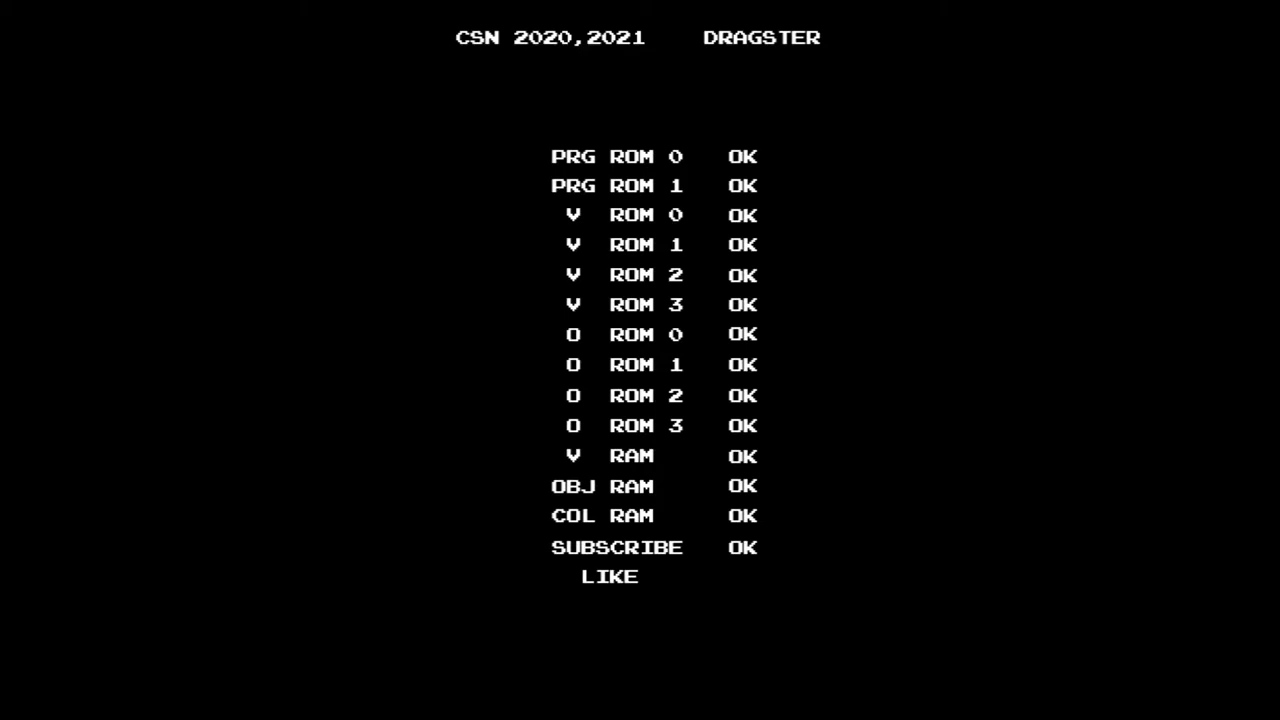 CSN 2020,2021 DRAGSTER
PRG ROM 0 OK
PRG ROM 1 OK
V ROM 0 OK
V ROM 1 OK
V ROM 2 OK
V ROM 3 OK
O ROM 0 OK
O ROM 1 OK
O ROM 2 OK
O ROM 3 OK
V RAM OK
OBJ RAM OK
COL RAM OK
SUBSCRIBE OK
LIKE